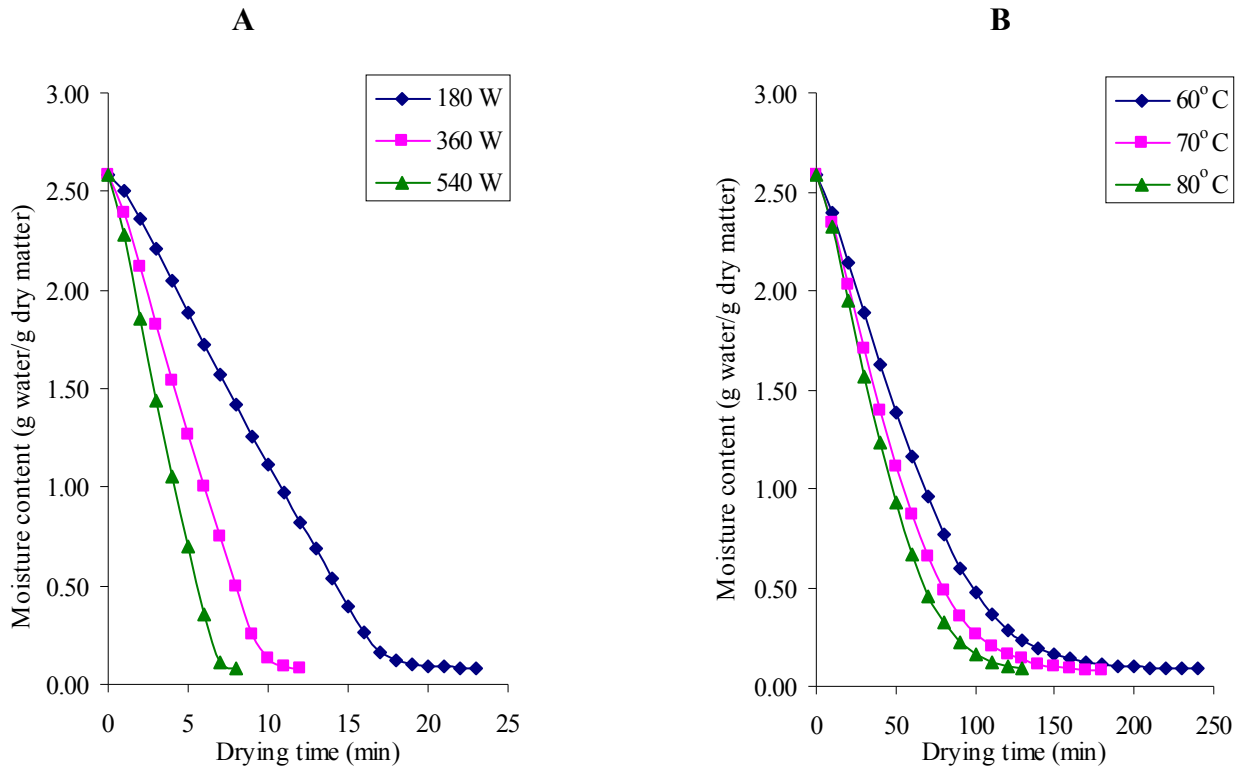 A
180 W
360 W
540 W
Moisture content (g water/g dry matter)
3.00
2.50
2.00
1.50
1.00
0.50
0.00
0 5 10 15 20 25
Drying time (min)
B
60° C
70° C
80° C
Moisture content (g water/g dry matter)
3.00
2.50
2.00
1.50
1.00
0.50
0.00
0 50 100 150 200 250
Drying time (min)